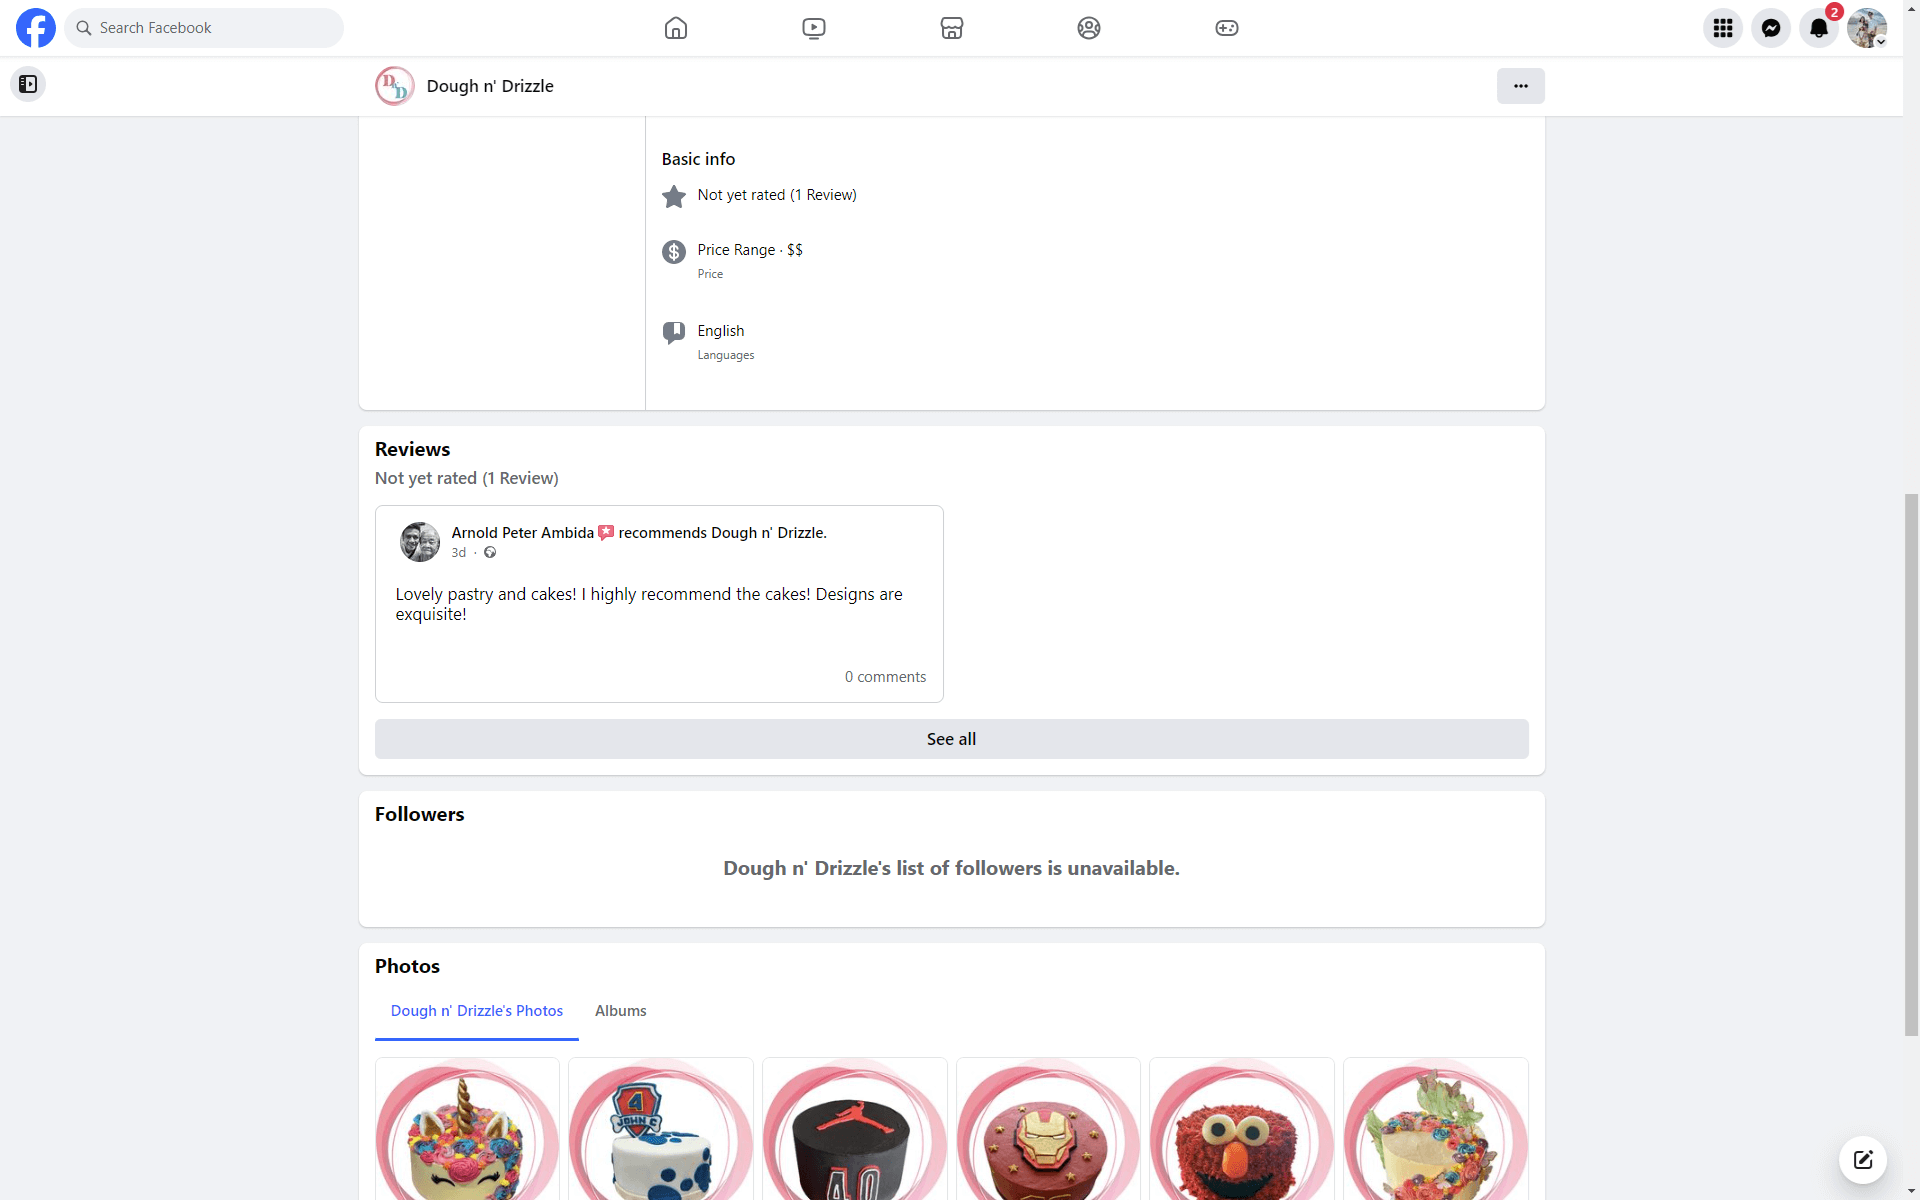 Search Facebook
2
D n D
Dough n' Drizzle
Basic info
Not yet rated (1 Review)
Price Range · $$
Price
English
Languages
Reviews
Not yet rated (1 Review)
Arnold Peter Ambida recommends Dough n' Drizzle.
3d ·
Lovely pastry and cakes! I highly recommend the cakes! Designs are
exquisite!
0 comments
See all
Followers
Dough n' Drizzle's list of followers is unavailable.
Photos
Dough n' Drizzle's Photos
Albums
4
JOHN C
40